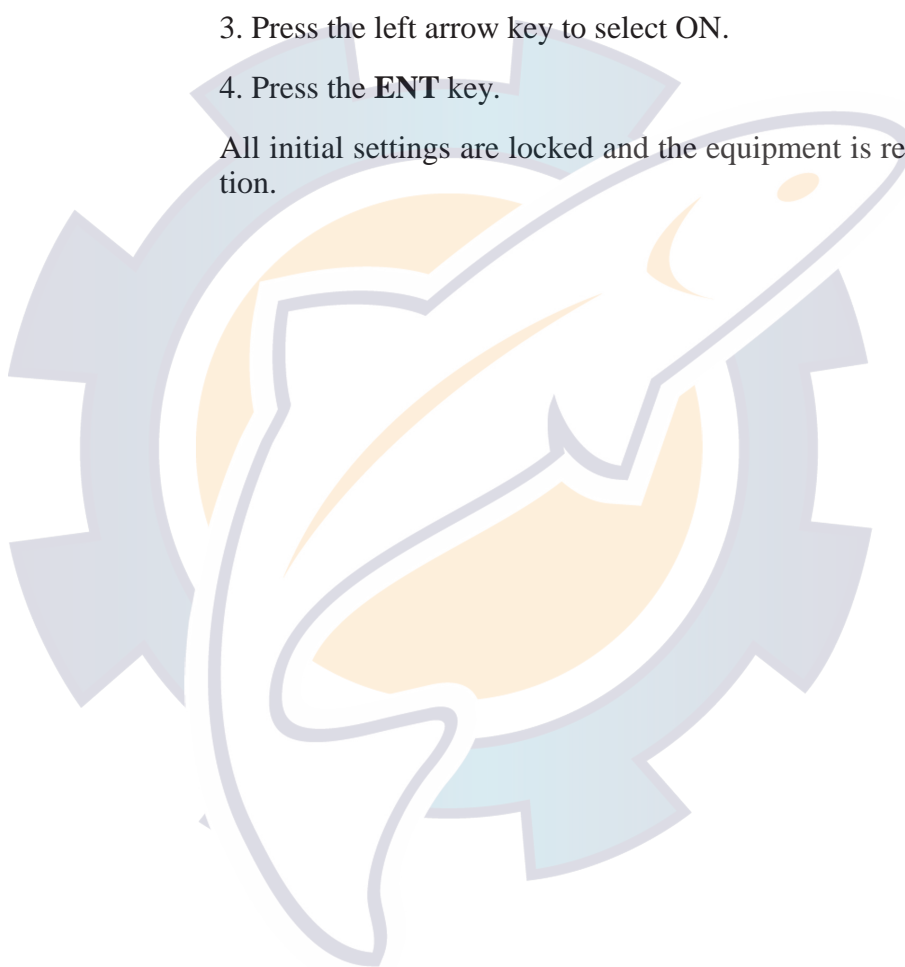 3. Press the left arrow key to select ON.
4. Press the ENT key.
All initial settings are locked and the equipment is re
tion.